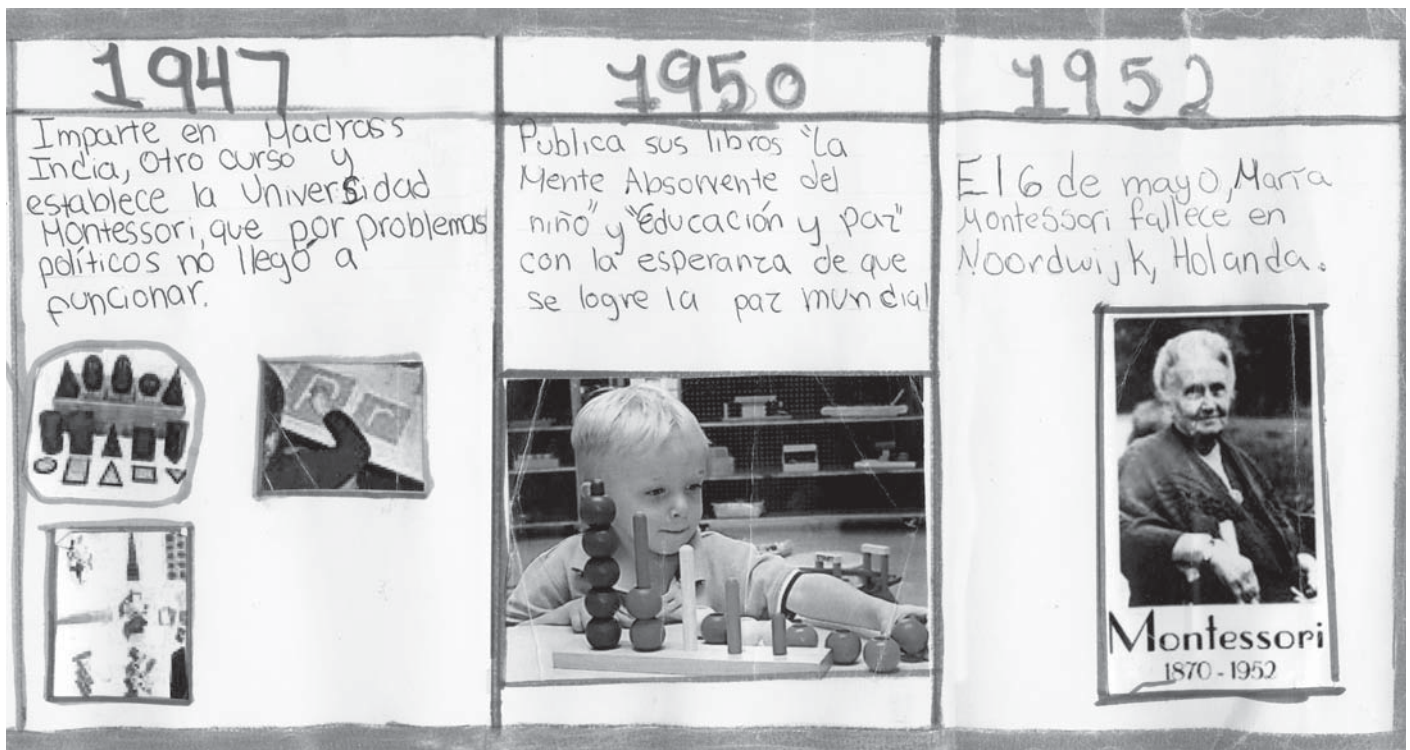 1947
Imparte en Madrass
India, Otro curso y
establece la Universidad
Montessori, que por problemas
políticos no llegó a
funcionar.
1950
Publica sus libros "La
Mente Absorvente del
niño" y "Educación y paz"
con la esperanza de que
se logre la paz mundial
1952
El 6 de mayo, María
Montessori fallece en
Noordwijk, Holanda.
Montessori
1870 - 1952